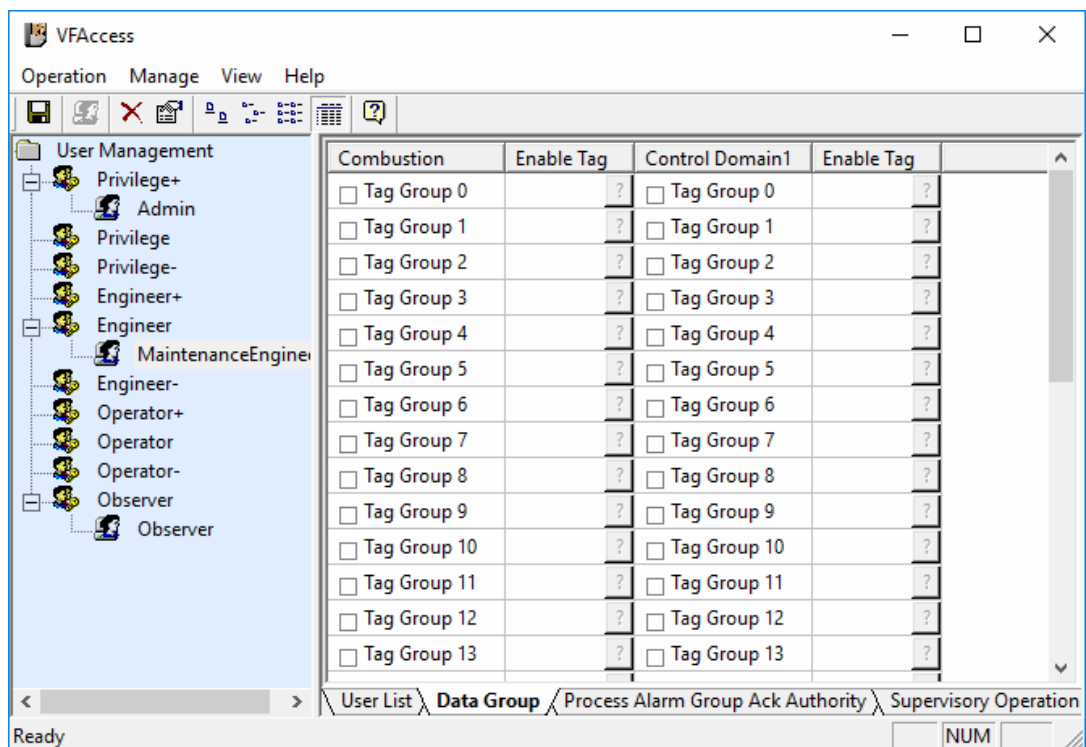 VFAccess
Operation Manage View Help
User Management
Privilege+
Admin
Privilege
Privilege-
Engineer+
Engineer
MaintenanceEnginee
Engineer-
Operator+
Operator
Operator-
Observer
Observer
Combustion Enable Tag Control Domain1 Enable Tag
Tag Group 0 ? Tag Group 0 ?
Tag Group 1 ? Tag Group 1 ?
Tag Group 2 ? Tag Group 2 ?
Tag Group 3 ? Tag Group 3 ?
Tag Group 4 ? Tag Group 4 ?
Tag Group 5 ? Tag Group 5 ?
Tag Group 6 ? Tag Group 6 ?
Tag Group 7 ? Tag Group 7 ?
Tag Group 8 ? Tag Group 8 ?
Tag Group 9 ? Tag Group 9 ?
Tag Group 10 ? Tag Group 10 ?
Tag Group 11 ? Tag Group 11 ?
Tag Group 12 ? Tag Group 12 ?
Tag Group 13 ? Tag Group 13 ?
User List Data Group Process Alarm Group Ack Authority Supervisory Operation
Ready NUM